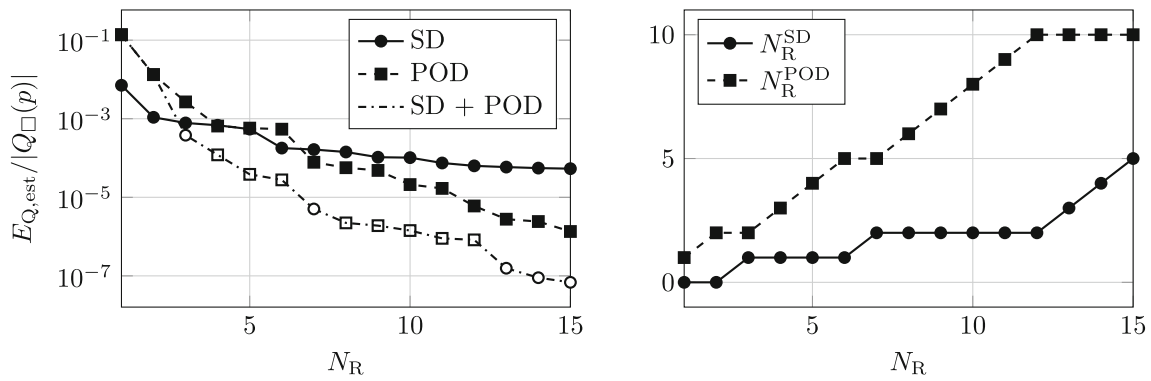 10⁻¹
10⁻³
10⁻⁵
10⁻⁷
E_Q,est/|Q□(p)|
SD
POD
SD + POD
5
10
15
N_R
10
5
0
N_R^SD
N_R^POD
5
10
15
N_R